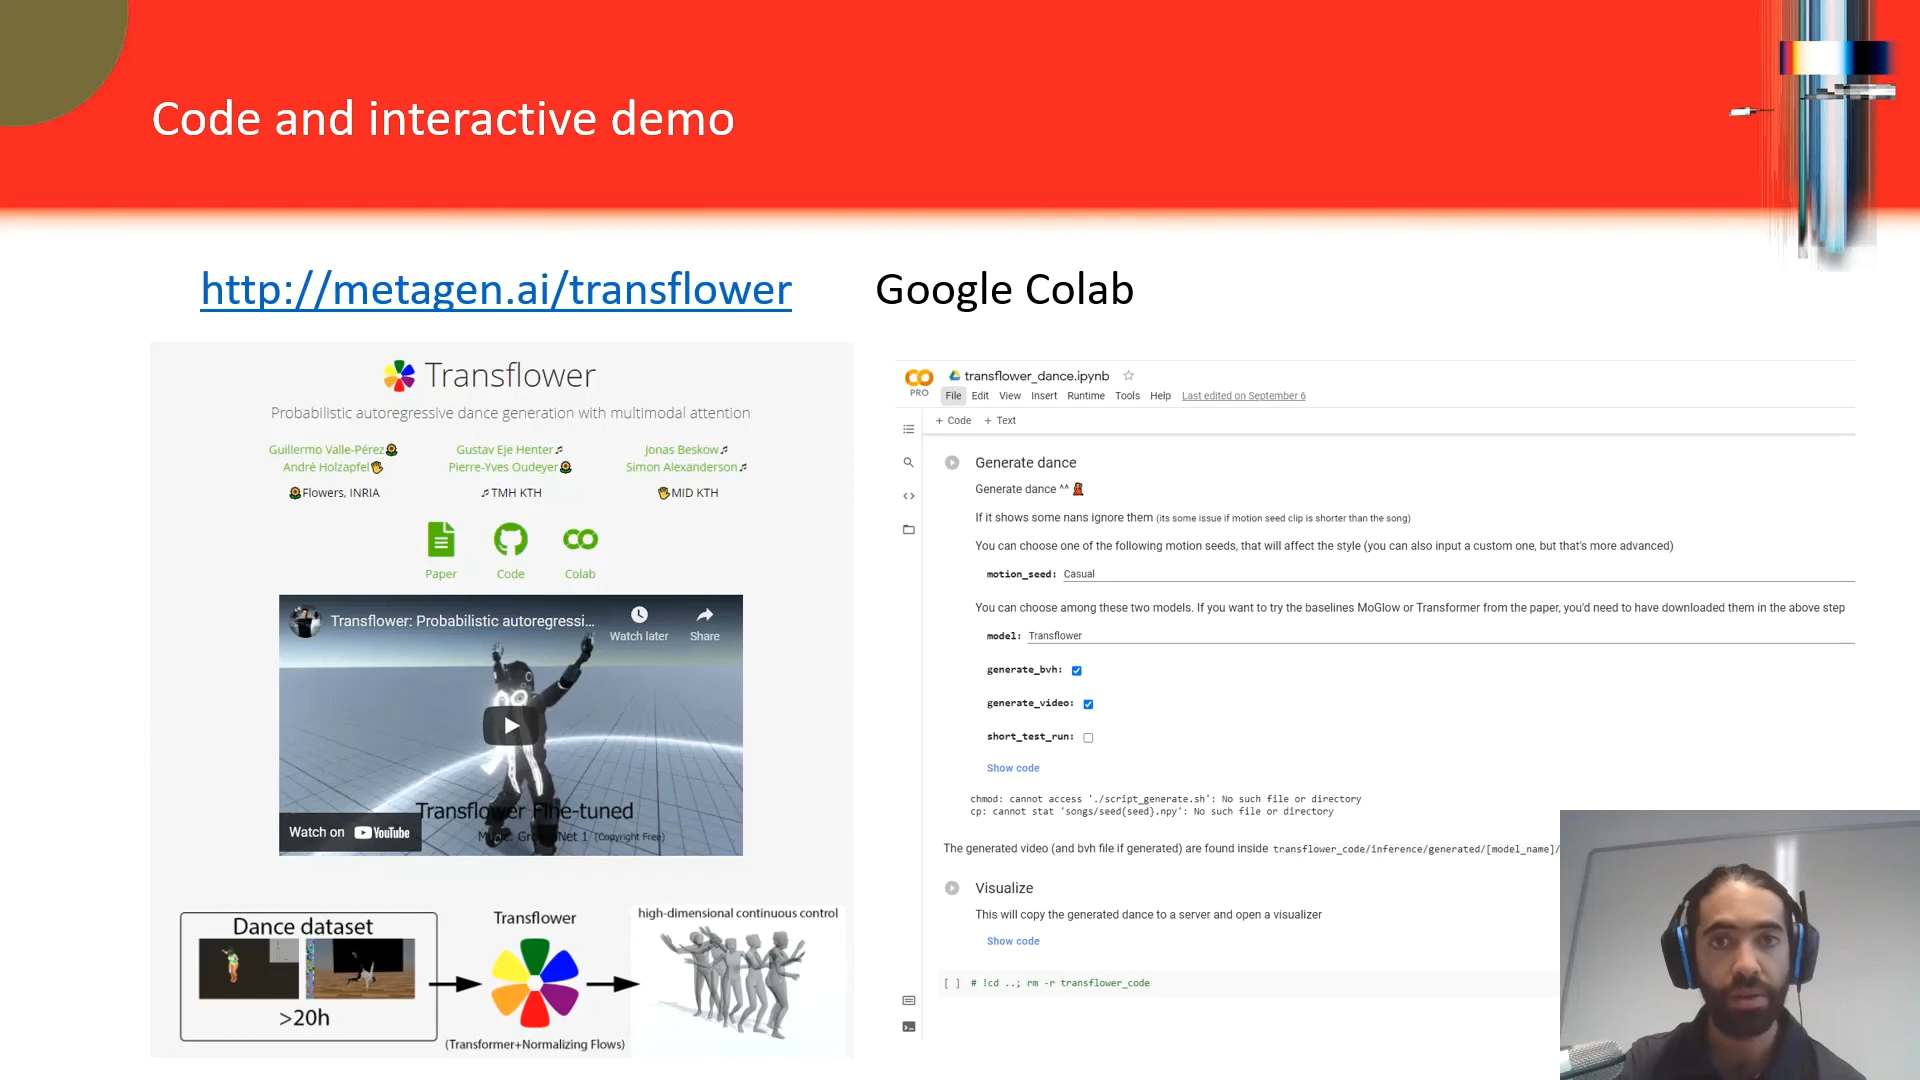 Code and interactive demo
http://metagen.ai/transflower
Google Colab
Transflower
Probabilistic autoregressive dance generation with multimodal attention
Guillermo Valle-Pérez
Gustav Eje Henter
Jonas Beskow
André Holzapfel
Pierre-Yves Oudeyer
Simon Alexanderson
Flowers, INRIA
TMH KTH
MID KTH
Paper
Code
Colab
Transflower: Probabilistic autoregressi...
Watch later
Share
Transflower Fine-tuned
Net 1 (Copyright Free)
Watch on YouTube
Dance dataset
>20h
Transflower
(Transformer+Normalizing Flows)
high-dimensional continuous control
CO
PRO
transflower_dance.ipynb
File Edit View Insert Runtime Tools Help Last edited on September 6
+ Code + Text
Generate dance
Generate dance ^^
If it shows some nans ignore them (its some issue if motion seed clip is shorter than the song)
You can choose one of the following motion seeds, that will affect the style (you can also input a custom one, but that's more advanced)
motion_seed: Casual
You can choose among these two models. If you want to try the baselines MoGlow or Transformer from the paper, you'd need to have downloaded them in the above step
model: Transflower
generate_bvh:
generate_video:
short_test_run:
Show code
chmod: cannot access './script_generate.sh': No such file or directory
cp: cannot stat 'songs/seed{seed}.npy': No such file or directory
The generated video (and bvh file if generated) are found inside transflower_code/inference/generated/[model_name]/
Visualize
This will copy the generated dance to a server and open a visualizer
Show code
[ ] # !cd ..; rm -r transflower_code